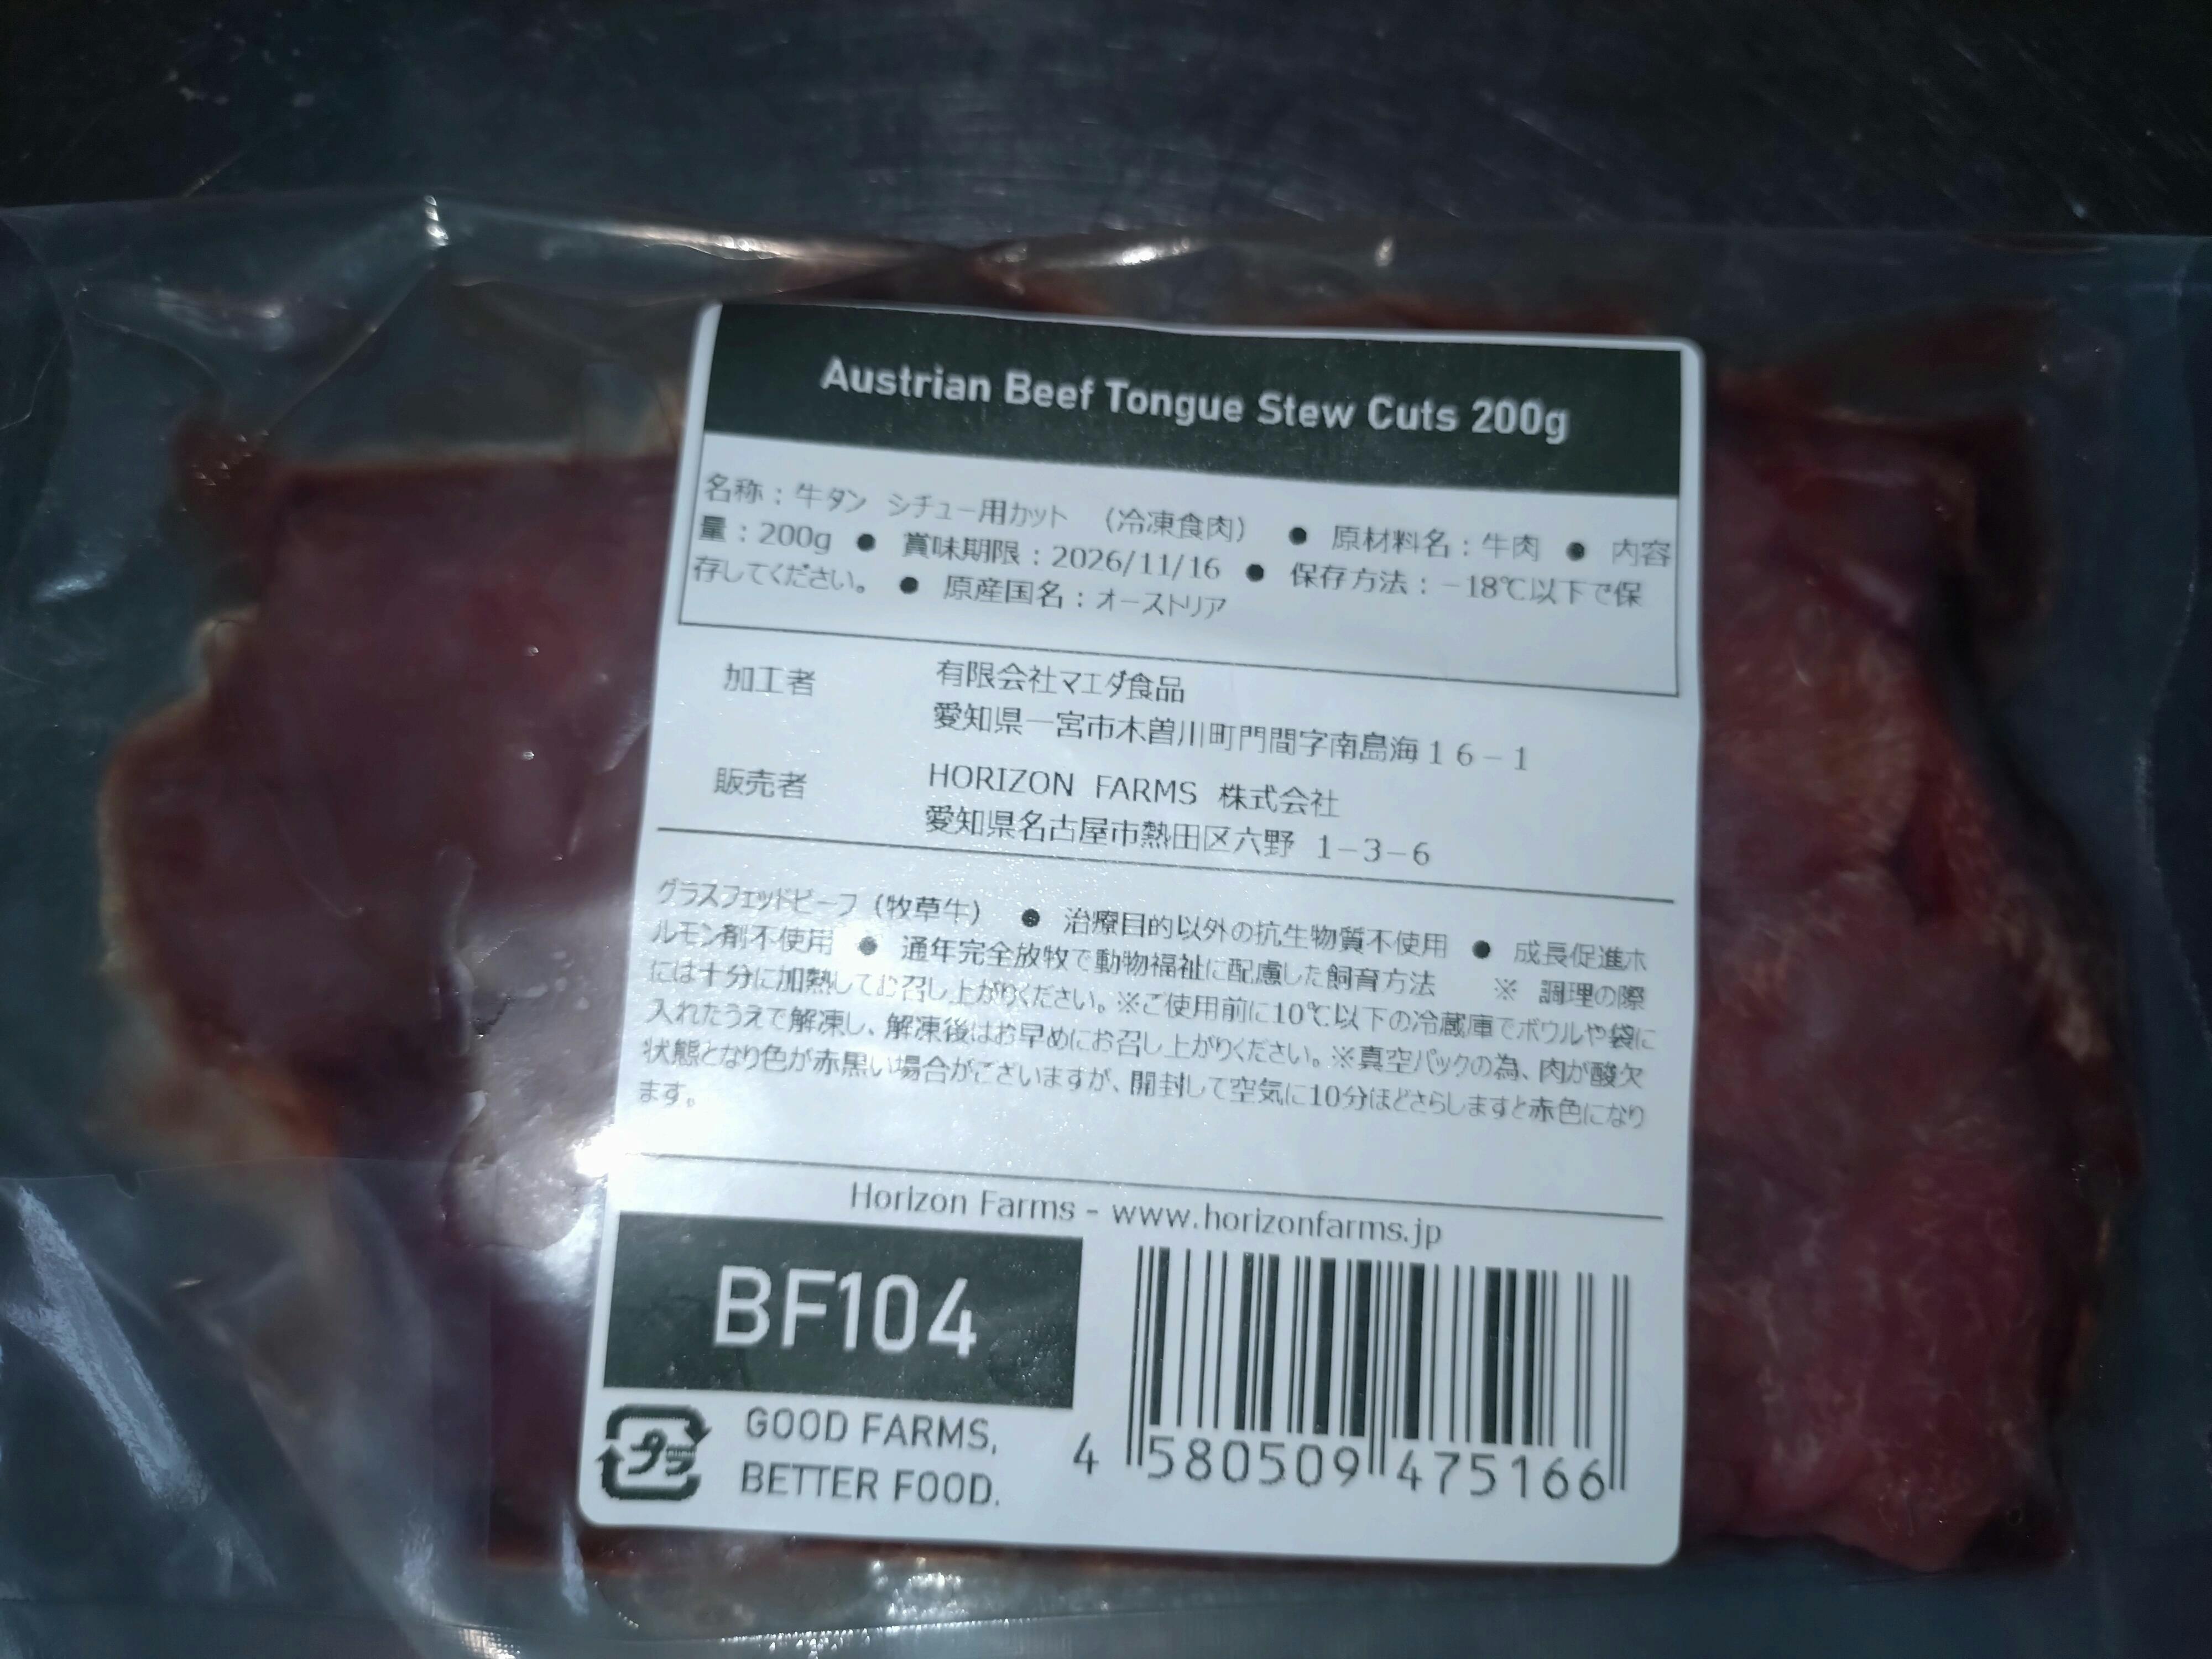 Austrian Beef Tongue Stew Cuts 200g
名称：牛タン シチュー用カット （冷凍食肉） ● 原材料名：牛肉 ● 内容
量：200g ● 賞味期限：2026/11/16 ● 保存方法：－18℃以下で保
存してください。 ● 原産国名：オーストリア
加工者 有限会社マエダ食品
愛知県一宮市木曽川町門間字南島海１６－１
販売者 HORIZON FARMS 株式会社
愛知県名古屋市熱田区六野 1－3－6
グラスフェッドビーフ（牧草牛） ● 治療目的以外の抗生物質不使用 ● 成長促進ホ
ルモン剤不使用 ● 通年完全放牧で動物福祉に配慮した飼育方法 ※ 調理の際
には十分に加熱してお召し上がりください。※ご使用前に10℃以下の冷蔵庫でボウルや袋に
入れたうえで解凍し、解凍後はお早めにお召し上がりください。※真空パックの為、肉が酸欠
状態となり色が赤黒い場合がございますが、開封して空気に10分ほどさらしますと赤色になり
ます。
Horizon Farms - www.horizonfarms.jp
BF104
プラ
GOOD FARMS,
BETTER FOOD.
4 580509 475166